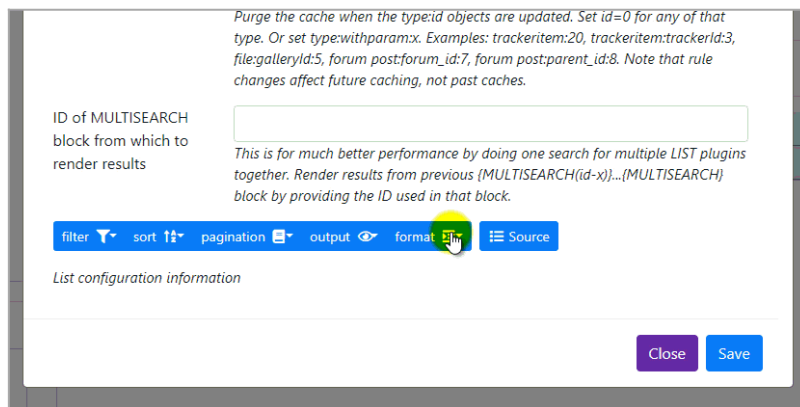 Purge the cache when the type:id objects are updated. Set id=0 for any of that
type. Or set type:withparam:x. Examples: trackeritem:20, trackeritem:trackerId:3,
file:galleryId:5, forum post:forum_id:7, forum post:parent_id:8. Note that rule
changes affect future caching, not past caches.
ID of MULTISEARCH
block from which to
render results
This is for much better performance by doing one search for multiple LIST plugins
together. Render results from previous {MULTISEARCH(id-x)}...{MULTISEARCH}
block by providing the ID used in that block.
filter sort pagination output format Source
List configuration information
Close Save